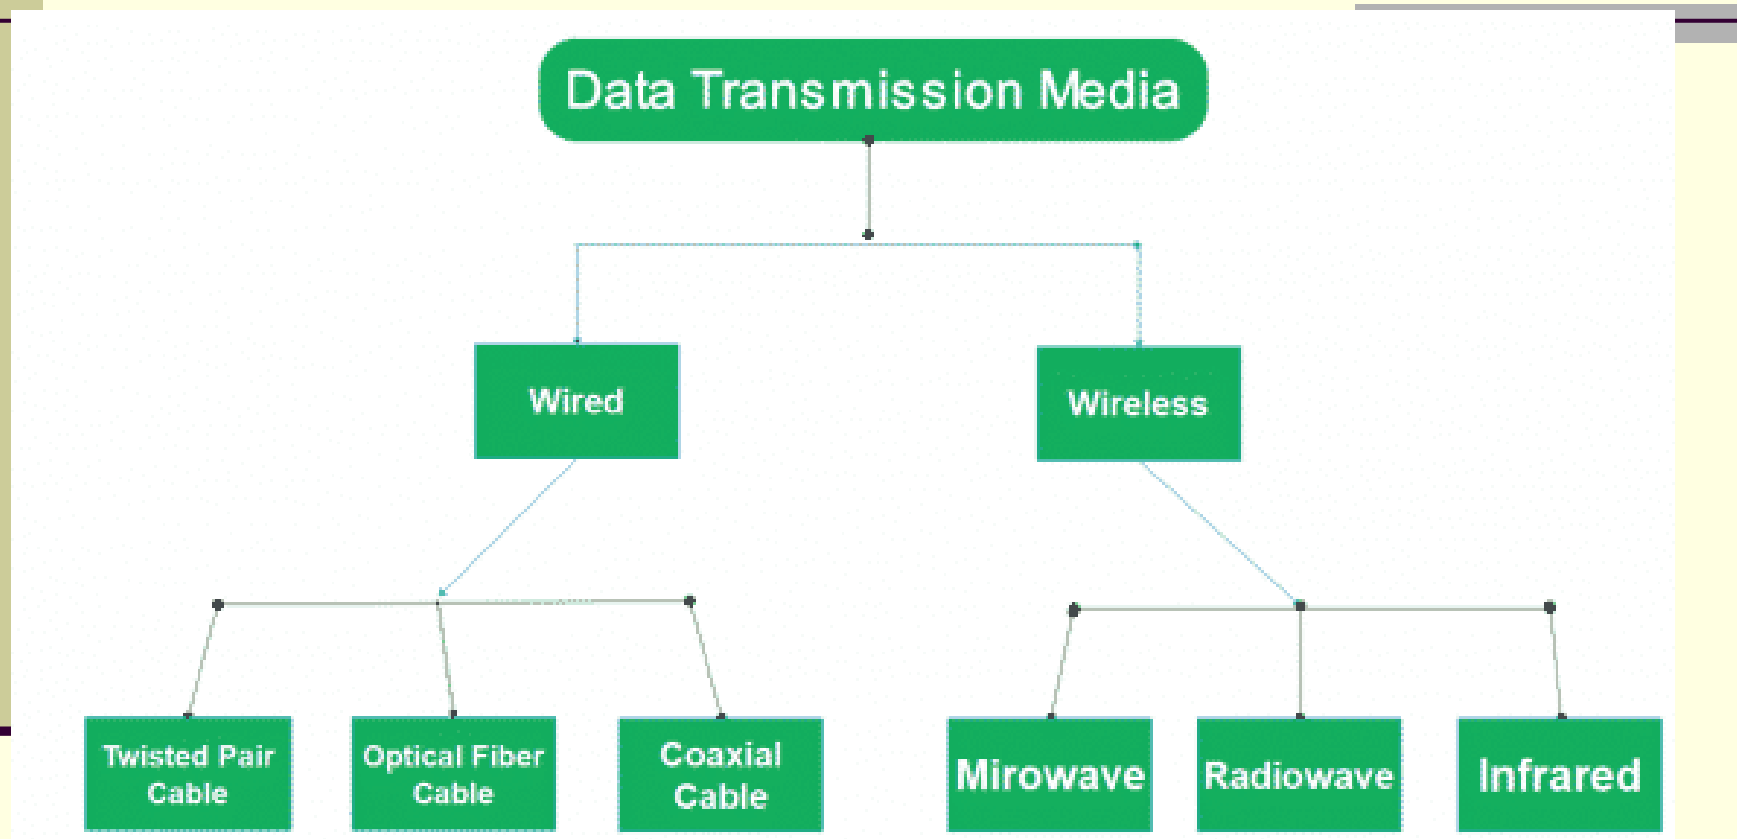 Data Transmission Media
Wired
Wireless
Twisted Pair
Cable
Optical Fiber
Cable
Coaxial
Cable
Mirowave
Radiowave
Infrared